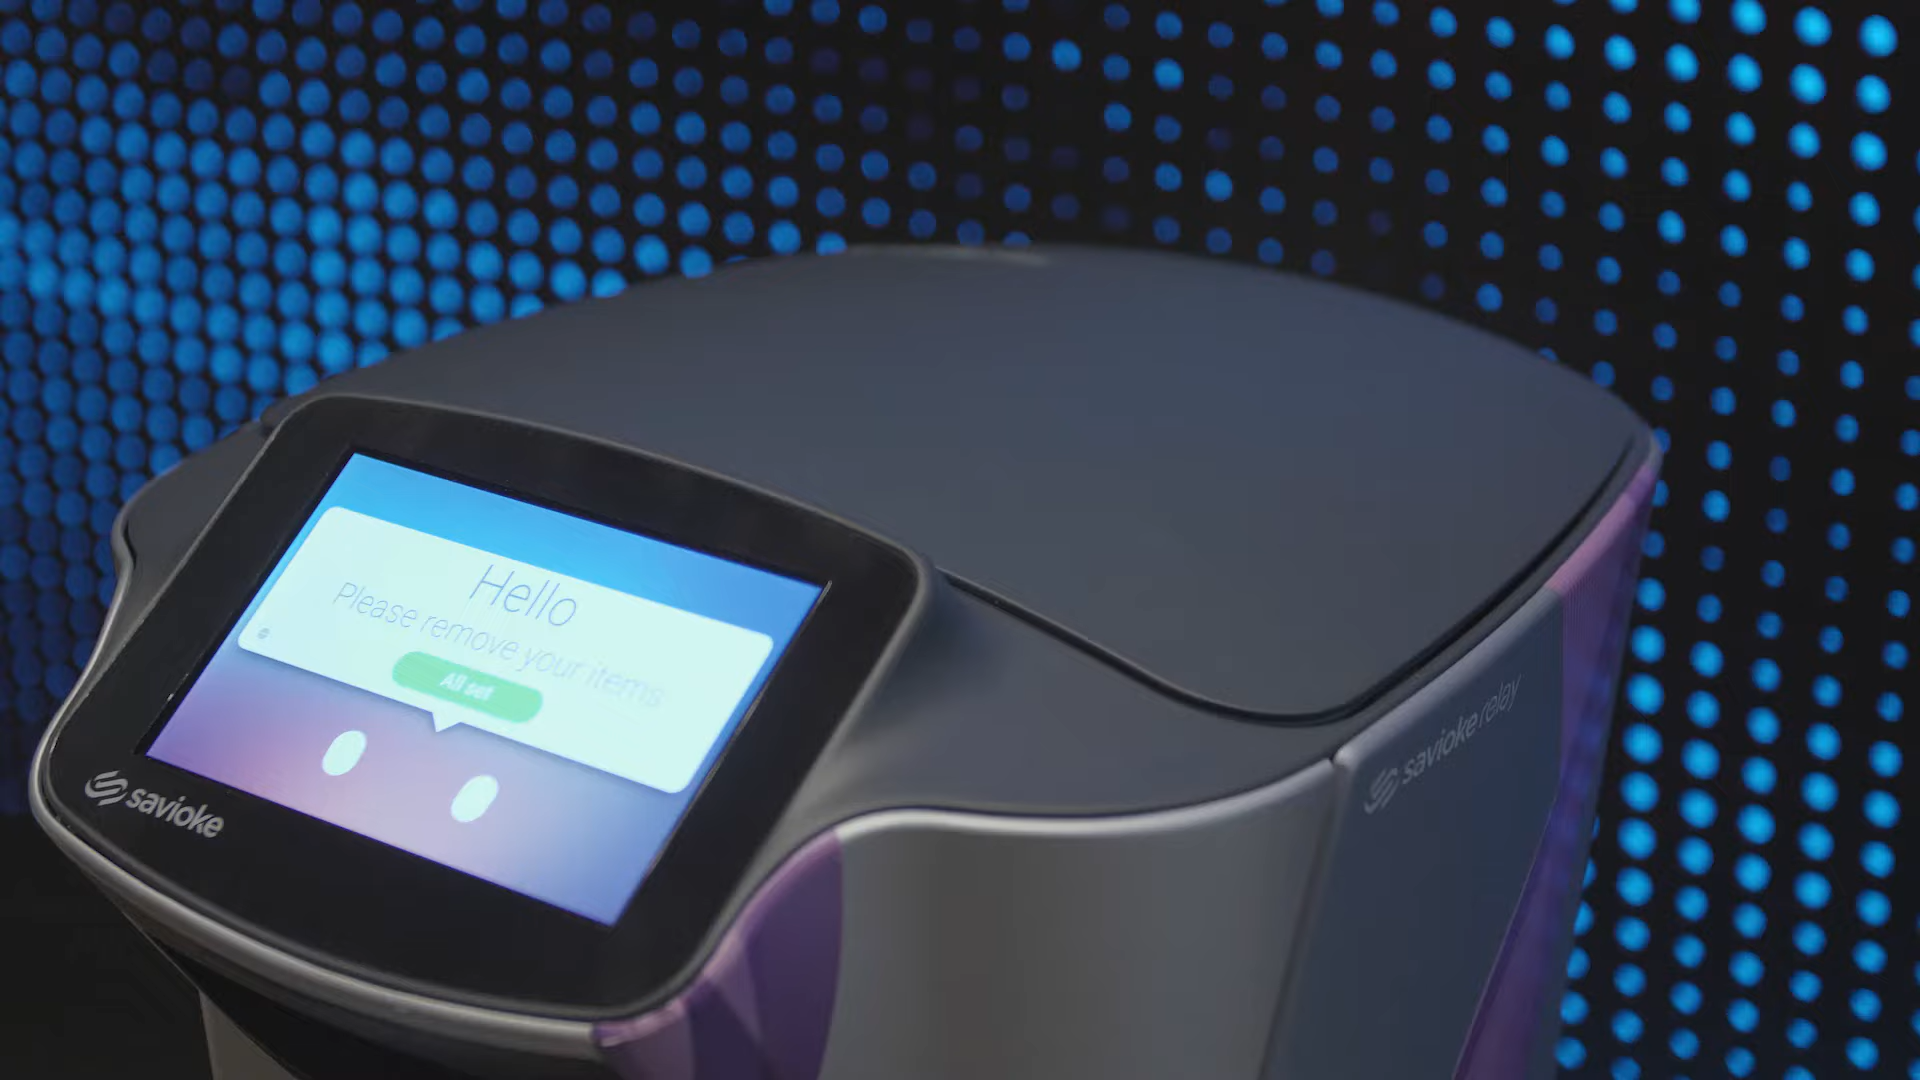 Hello
Please remove your items
All set
savioke
savioke relay